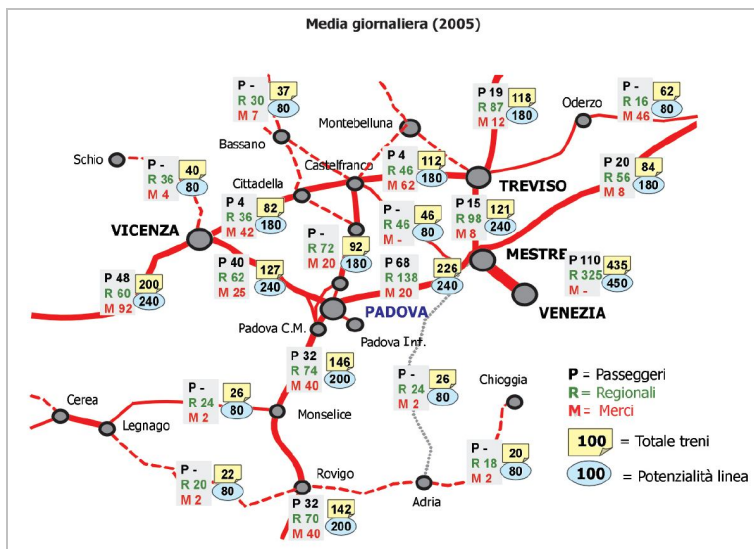 Media giornaliera (2005)
P - 37
R 30 80
M 7
P 19 118
R 87 180
M 12
P - 62
R 16 80
M 46
Oderzo
Montebelluna
Bassano
Schio
P - 40
R 36 80
M 4
Castelfranco
P 4 112
R 46 180
M 62
P 20 84
R 56 180
M 8
Cittadella
TREVISO
P 4 82
R 36 180
M 42
P - 46
R 46 80
M -
P 15 121
R 98 240
M 8
VICENZA
P - 92
R 72 180
M 20
MESTRE
P 48 200
R 60 240
M 92
P 40 127
R 62 240
M 25
P 68 226
R 138 240
M 20
P 110 435
R 325 450
M -
VENEZIA
PADOVA
Padova C.M.
Padova Int.
P 32 146
R 74 200
M 40
P - 26
R 24 80
M 2
P - 26
R 24 80
M 2
Chioggia
P = Passeggeri
R = Regionali
M = Merci
Cerea
Legnago
Monselice
100 = Totale treni
100 = Potenzialità linea
P - 22
R 20 80
M 2
P - 20
R 18 80
M 2
Rovigo
Adria
P 32 142
R 70 200
M 40